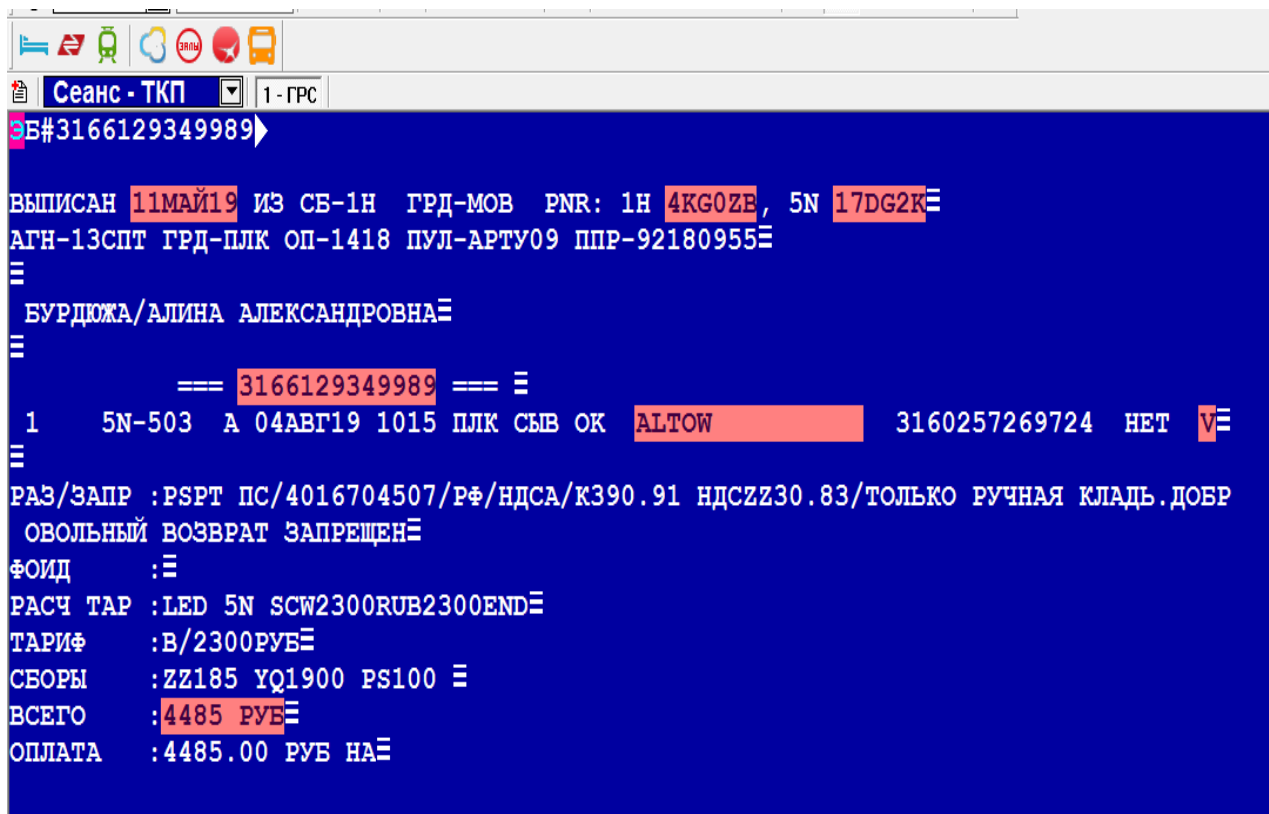 ЗАЛЫ
Сеанс - ТКП 1 - ГРС
ЭБ#3166129349989
ВЫПИСАН 11МАЙ19 ИЗ СБ-1Н ГРД-МОВ PNR: 1Н 4KG0ZB, 5N 17DG2K
АГН-13СПТ ГРД-ПЛК ОП-1418 ПУЛ-АРТУ09 ППР-92180955
БУРДЮЖА/АЛИНА АЛЕКСАНДРОВНА
=== 3166129349989 ===
1 5N-503 А 04АВГ19 1015 ПЛК СЫВ ОК ALTOW 3160257269724 НЕТ V
РАЗ/ЗАПР :PSPT ПС/4016704507/РФ/НДСА/К390.91 НДСZZ30.83/ТОЛЬКО РУЧНАЯ КЛАДЬ.ДОБР
ОВОЛЬНЫЙ ВОЗВРАТ ЗАПРЕЩЕН
ФОИД :
РАСЧ ТАР :LED 5N SCW2300RUB2300END
ТАРИФ :В/2300РУБ
СБОРЫ :ZZ185 YQ1900 PS100
ВСЕГО :4485 РУБ
ОПЛАТА :4485.00 РУБ НА